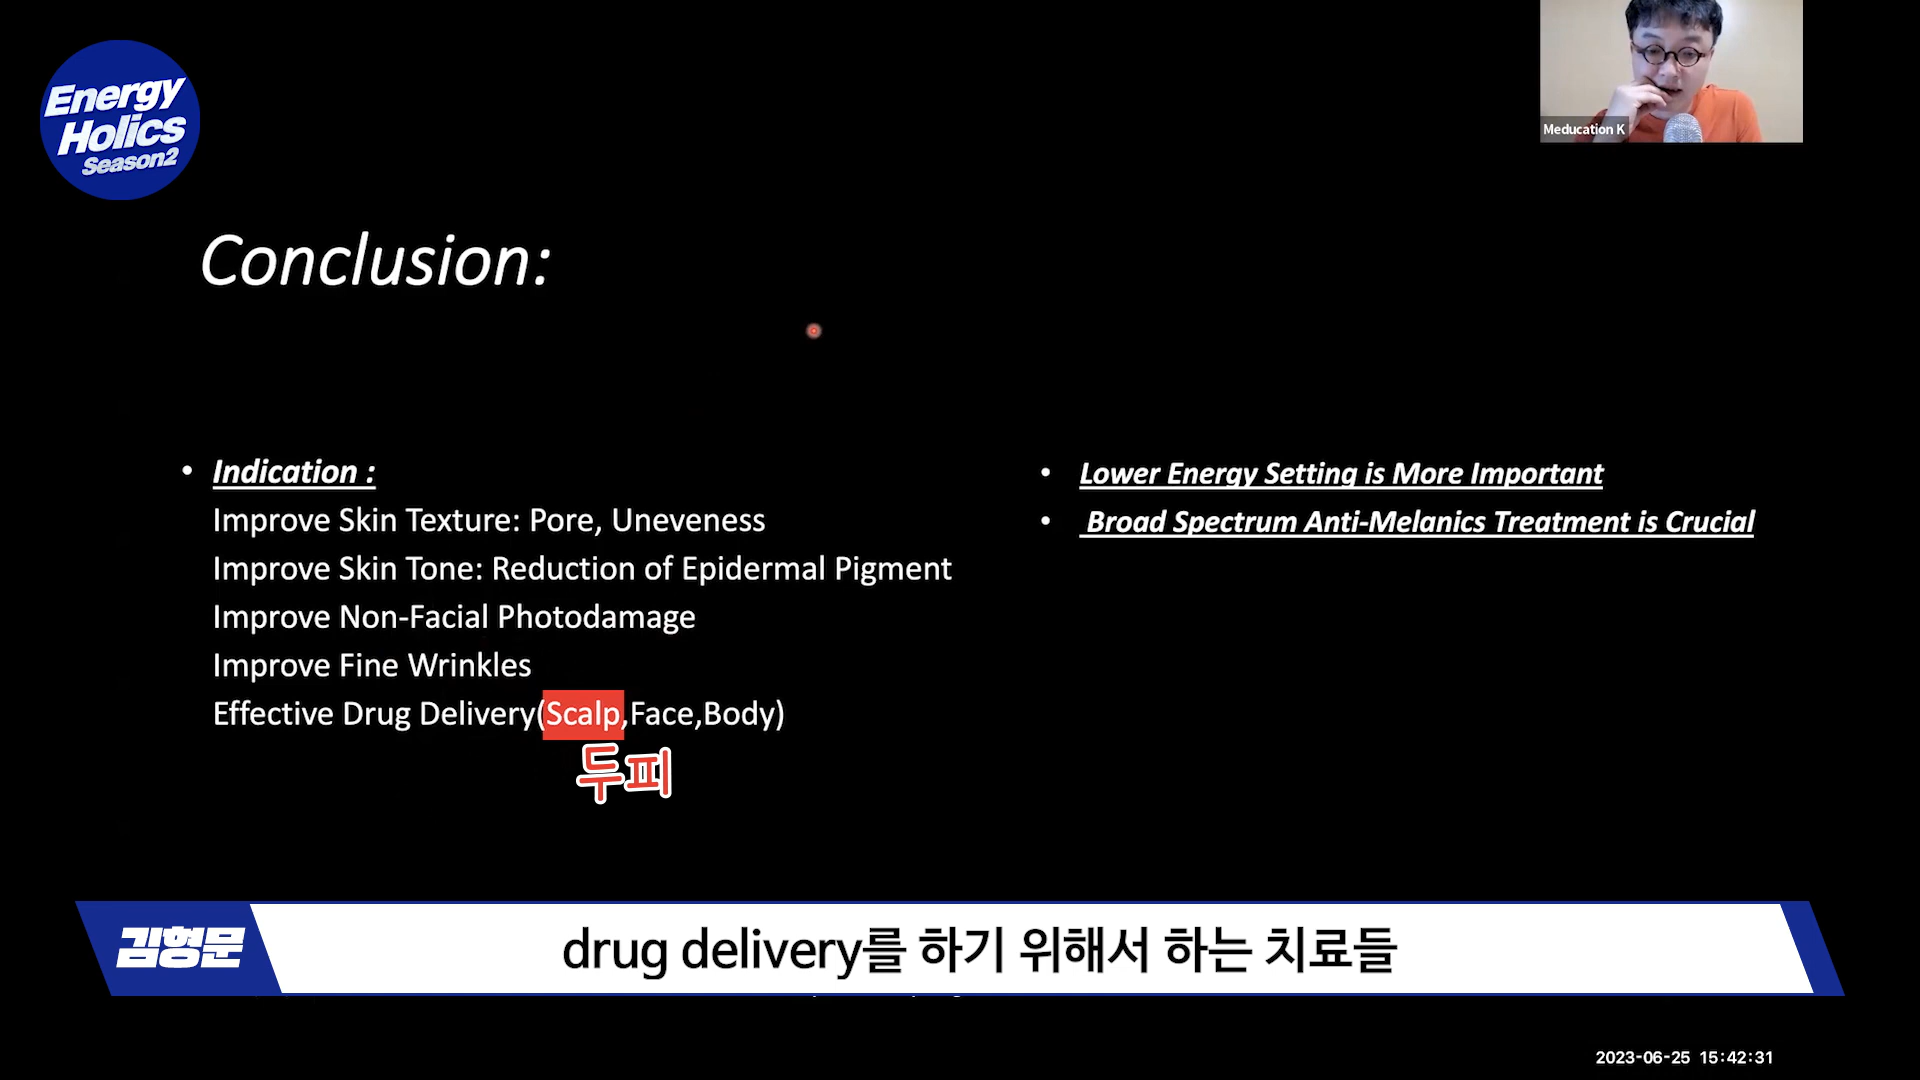 Energy
Holics
Season2
Meducation K
Conclusion:
• Indication :
Improve Skin Texture: Pore, Uneveness
Improve Skin Tone: Reduction of Epidermal Pigment
Improve Non-Facial Photodamage
Improve Fine Wrinkles
Effective Drug Delivery(Scalp,Face,Body)
두피
• Lower Energy Setting is More Important
• Broad Spectrum Anti-Melanics Treatment is Crucial
김형문
drug delivery를 하기 위해서 하는 치료들
2023-06-25 15:42:31